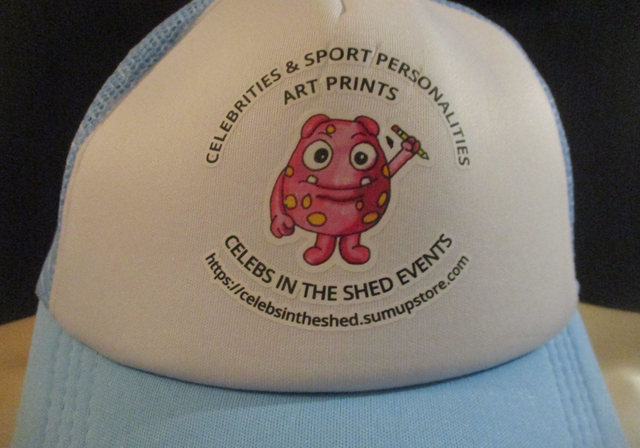 CELEBRITIES & SPORT PERSONALITIES
ART PRINTS
CELEBS IN THE SHED EVENTS
https://celebsintheshed.sumupstore.com